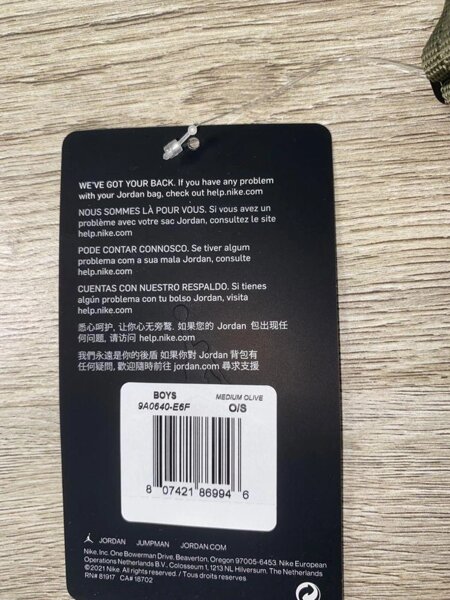 WE'VE GOT YOUR BACK. If you have any problem
with your Jordan bag, check out help.nike.com
NOUS SOMMES LÀ POUR VOUS. Si vous avez un
problème avec votre sac Jordan, consultez le site
help.nike.com
PODE CONTAR CONNOSCO. Se tiver algum
problema com a sua mala Jordan, consulte
help.nike.com
CUENTAS CON NUESTRO RESPALDO. Si tienes
algún problema con tu bolso Jordan, visita
help.nike.com
悉心呵护, 让你心无旁骛. 如果您的 Jordan 包出现任
何问题, 请访问 help.nike.com
我們永遠是你的後盾 如果你對 Jordan 背包有
任何疑問, 歡迎隨時前往 jordan.com 尋求支援
BOYS MEDIUM OLIVE
9A0640-E6F O/S
8 07421 86994 6
JORDAN JUMPMAN JORDAN.COM
Nike, Inc. One Bowerman Drive, Beaverton, Oregon 97005-6453. Nike European
Operations Netherlands B.V., Colosseum 1, 1213 NL Hilversum, The Netherlands
©2021 Nike. All rights reserved. / Tous droits réservés
RN# 81917 CA# 18702